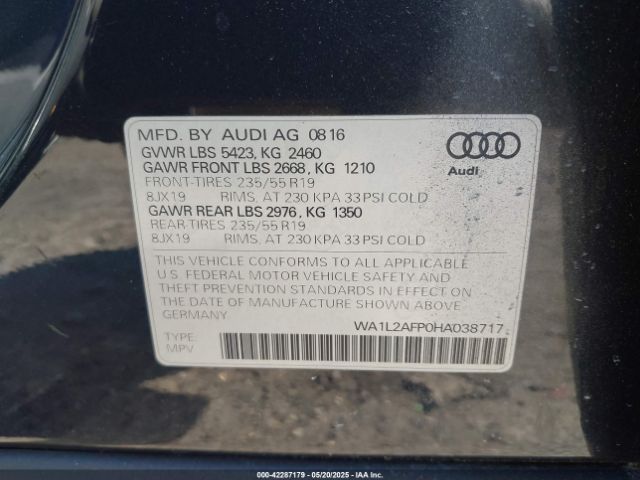 MFD. BY AUDI AG 0816
GVWR LBS 5423, KG 2460
GAWR FRONT LBS 2668, KG 1210
FRONT-TIRES 235/55 R19
8JX19 RIMS, AT 230 KPA 33 PSI COLD
GAWR REAR LBS 2976, KG 1350
REAR-TIRES 235/55 R19
8JX19 RIMS, AT 230 KPA 33 PSI COLD
Audi
THIS VEHICLE CONFORMS TO ALL APPLICABLE
U.S. FEDERAL MOTOR VEHICLE SAFETY AND
THEFT PREVENTION STANDARDS IN EFFECT ON
THE DATE OF MANUFACTURE SHOWN ABOVE.
GERMANY
WA1L2AFP0HA038717
TYPE:
MPV
000-42287179 — 05/20/2025 — IAA Inc.